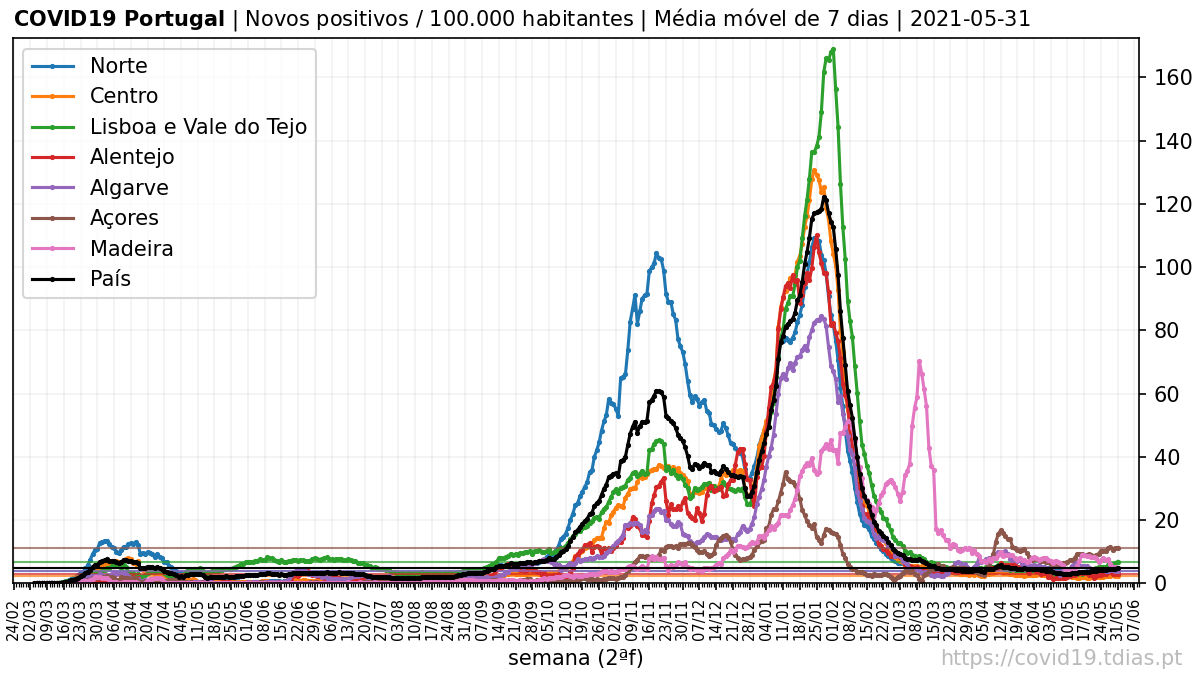 COVID19 Portugal | Novos positivos / 100.000 habitantes | Média móvel de 7 dias | 2021-05-31
Norte
Centro
Lisboa e Vale do Tejo
Alentejo
Algarve
Açores
Madeira
País
160
140
120
100
80
60
40
20
0
24/02 02/03 09/03 16/03 23/03 30/03 06/04 13/04 20/04 27/04 04/05 11/05 18/05 25/05 01/06 08/06 15/06 22/06 29/06 06/07 13/07 20/07 27/07 03/08 10/08 17/08 24/08 31/08 07/09 14/09 21/09 28/09 05/10 12/10 19/10 26/10 02/11 09/11 16/11 23/11 30/11 07/12 14/12 21/12 28/12 04/01 11/01 18/01 25/01 01/02 08/02 15/02 22/02 01/03 08/03 15/03 22/03 29/03 05/04 12/04 19/04 26/04 03/05 10/05 17/05 24/05 31/05 07/06
semana (2ªf)
https://covid19.tdias.pt